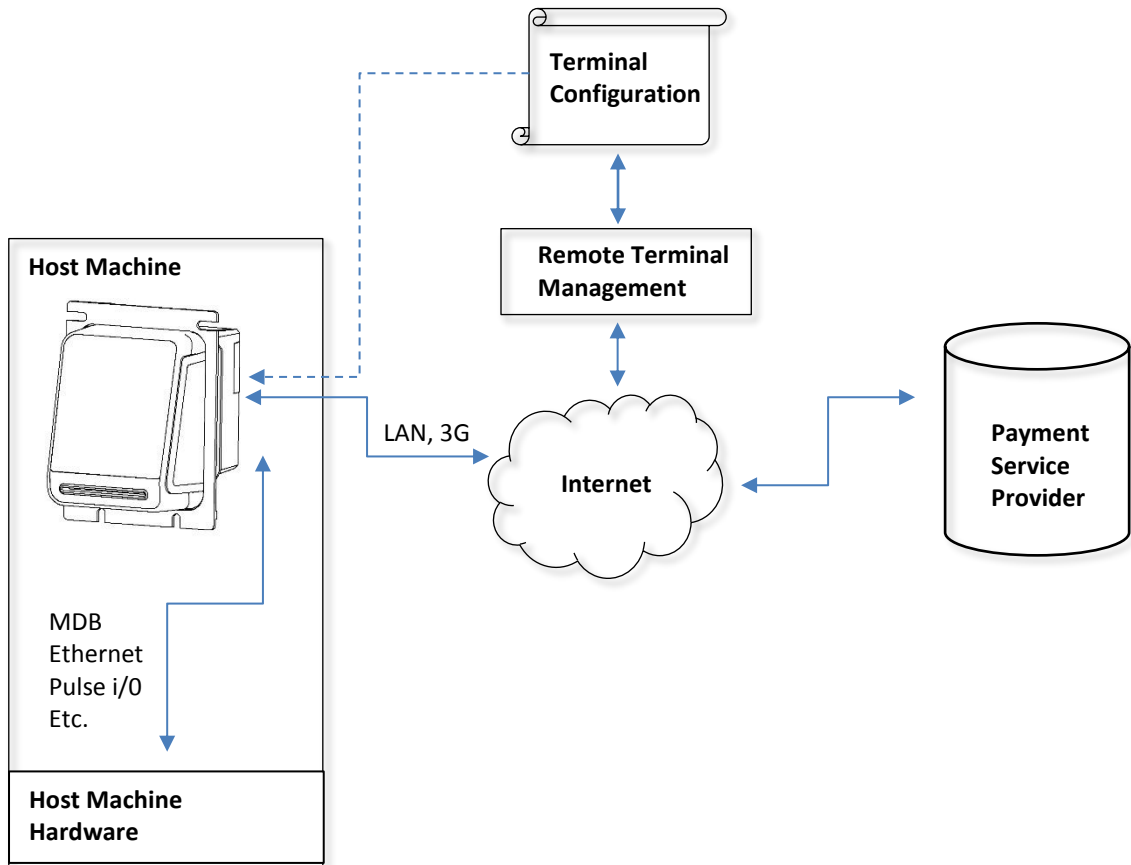 Terminal
Configuration
Remote Terminal
Management
Host Machine
LAN, 3G
Internet
Payment
Service
Provider
MDB
Ethernet
Pulse i/0
Etc.
Host Machine
Hardware